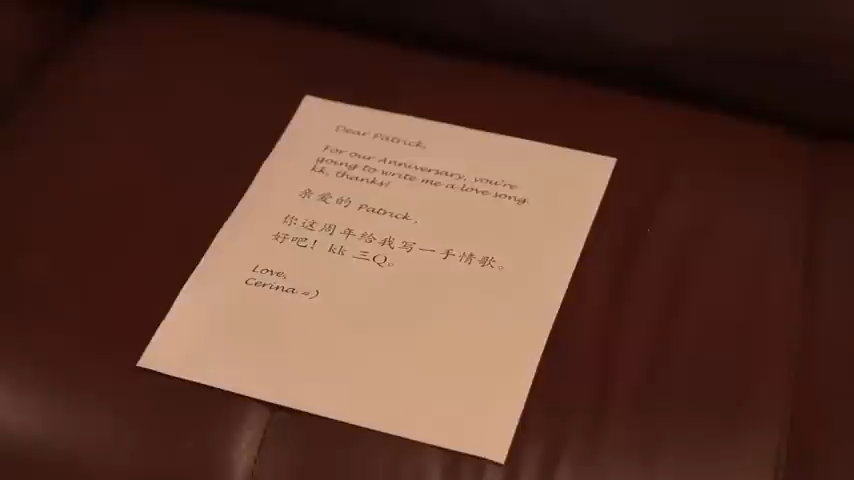 Dear Patrick,
For our Anniversary, you're
going to write me a love song.
kk, thanks!
亲爱的 Patrick,
你这周年给我写一手情歌。
好吧! kk 三Q。
Love,
Cerina =)